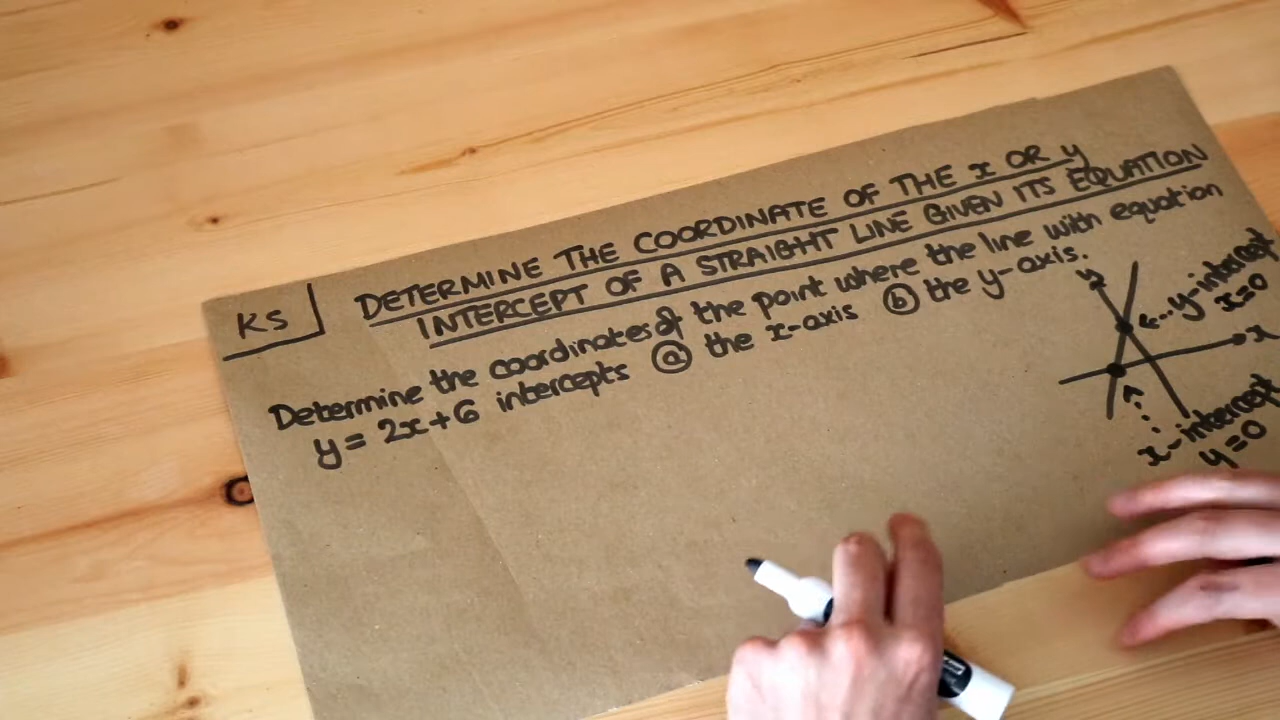 KS
DETERMINE THE COORDINATE OF THE x OR y
INTERCEPT OF A STRAIGHT LINE GIVEN ITS EQUATION
Determine the coordinates of the point where the line with equation
y = 2x+6 intercepts ⓐ the x-axis ⓑ the y-axis.
y
y-intercept
x=0
x
x-intercept
y=0